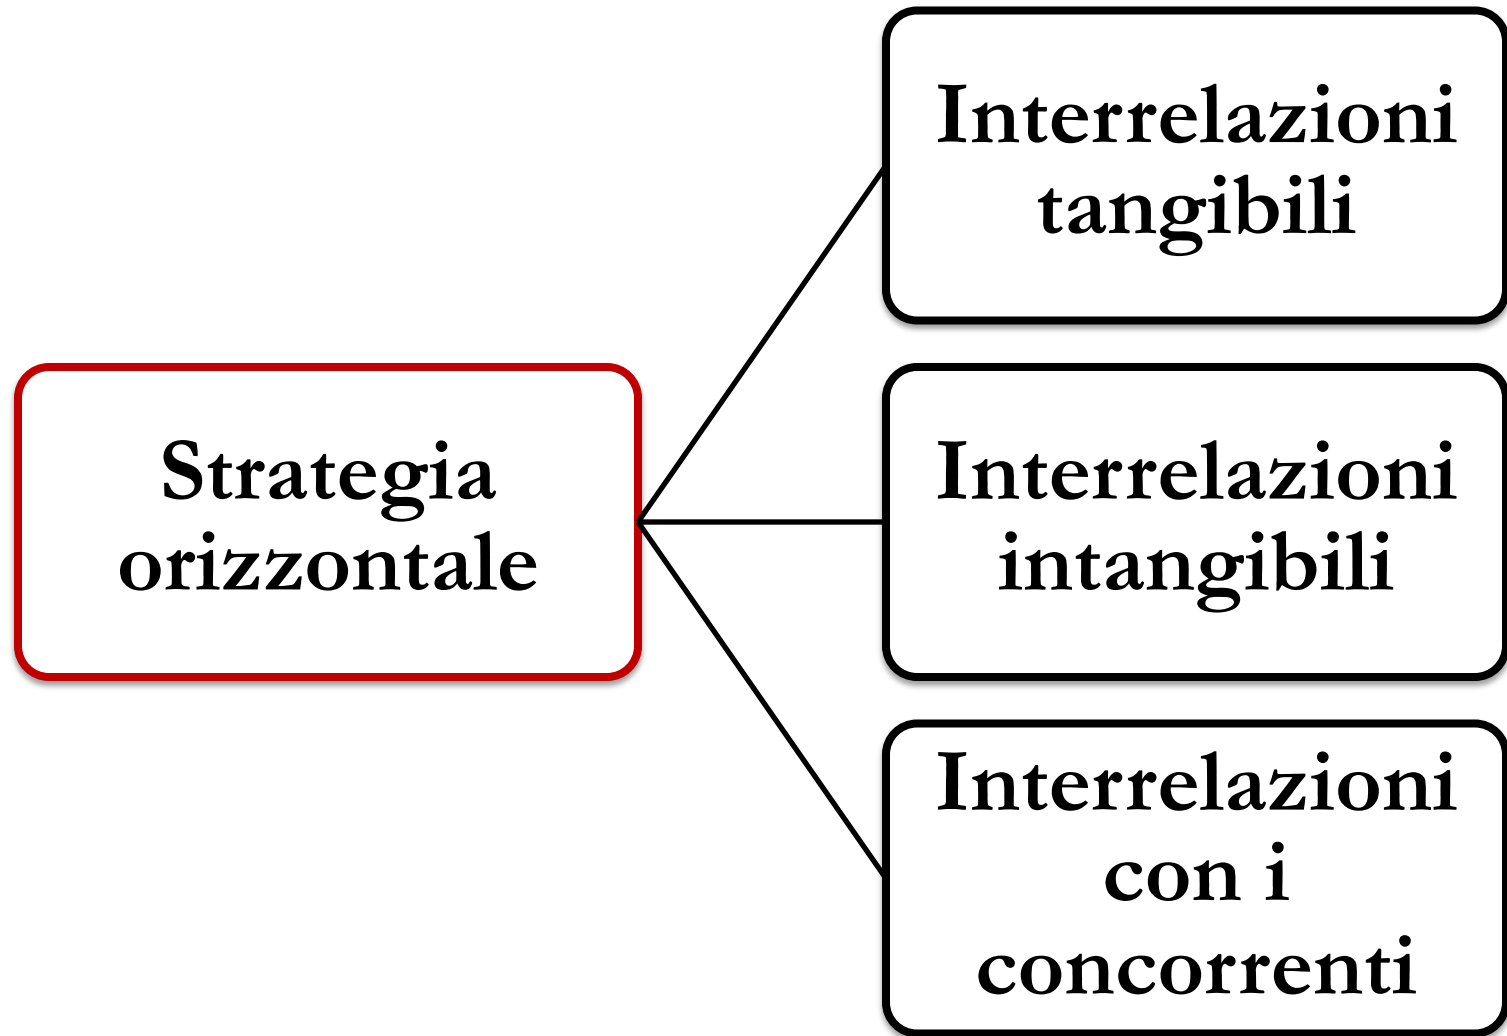 Interrelazioni
tangibili
Strategia
orizzontale
Interrelazioni
intangibili
Interrelazioni
con i
concorrenti